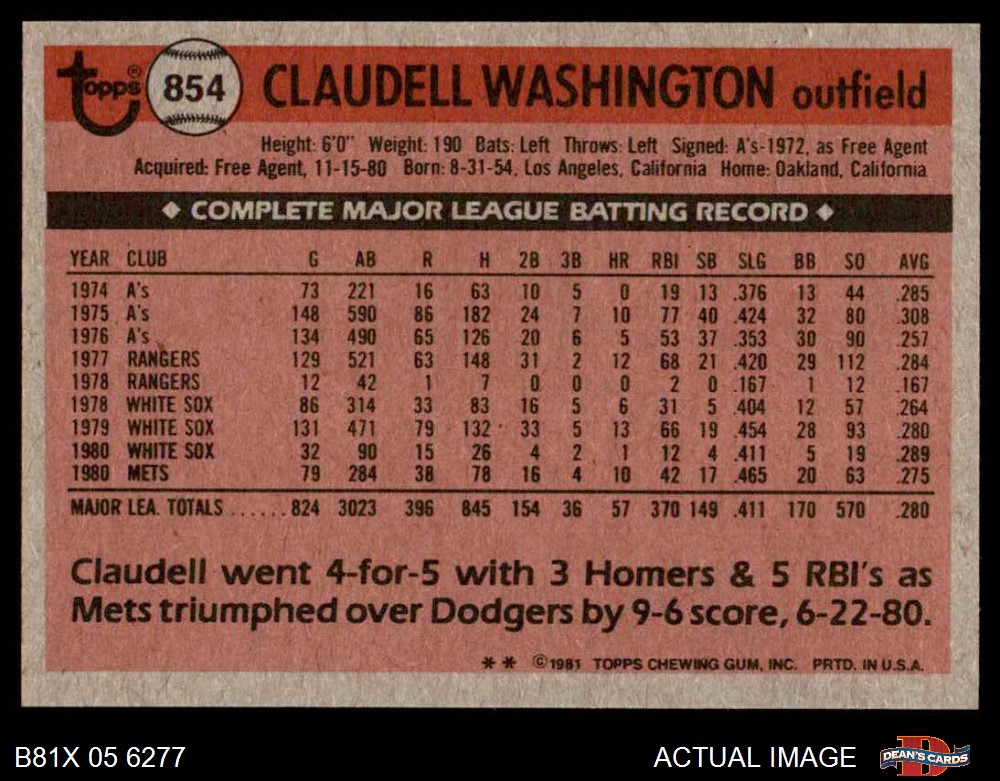 Topps® 854 CLAUDELL WASHINGTON outfield
Height: 6'0" Weight: 190 Bats: Left Throws: Left Signed: A's-1972, as Free Agent
Acquired: Free Agent, 11-15-80 Born: 8-31-54, Los Angeles, California Home: Oakland, California
♦ COMPLETE MAJOR LEAGUE BATTING RECORD ♦
YEAR CLUB G AB R H 2B 3B HR RBI SB SLG BB SO AVG
1974 A's 73 221 16 63 10 5 0 19 13 .376 13 44 .285
1975 A's 148 590 86 182 24 7 10 77 40 .424 32 80 .308
1976 A's 134 490 65 126 20 6 5 53 37 .353 30 90 .257
1977 RANGERS 129 521 63 148 31 2 12 68 21 .420 29 112 .284
1978 RANGERS 12 42 1 7 0 0 0 2 0 .167 1 12 .167
1978 WHITE SOX 86 314 33 83 16 5 6 31 5 .404 12 57 .264
1979 WHITE SOX 131 471 79 132 33 5 13 66 19 .454 28 93 .280
1980 WHITE SOX 32 90 15 26 4 2 1 12 4 .411 5 19 .289
1980 METS 79 284 38 78 16 4 10 42 17 .465 20 63 .275
MAJOR LEA. TOTALS ......824 3023 396 845 154 36 57 370 149 .411 170 570 .280
Claudell went 4-for-5 with 3 Homers & 5 RBI's as
Mets triumphed over Dodgers by 9-6 score, 6-22-80.
* * ©1981 TOPPS CHEWING GUM, INC. PRTD. IN U.S.A.
B81X 05 6277 ACTUAL IMAGE DEAN'S CARDS